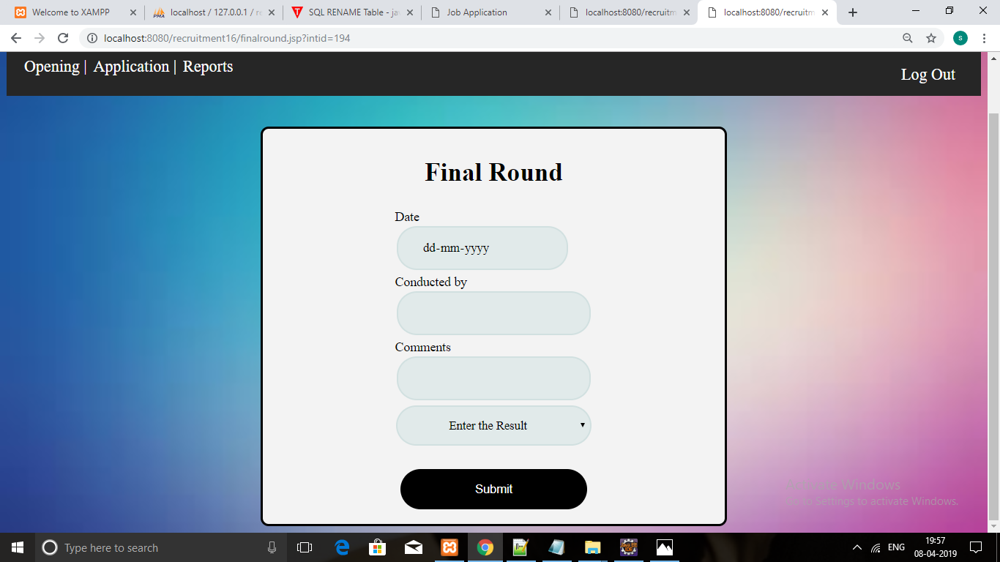 Welcome to XAMPP
localhost / 127.0.0.1 / re
SQL RENAME Table - ja
Job Application
localhost:8080/recruitm
localhost:8080/recruitm
localhost:8080/recruitment16/finalround.jsp?intid=194
s
Opening | Application | Reports
Log Out
Final Round
Date
dd-mm-yyyy
Conducted by
Comments
Enter the Result
Submit
Activate Windows
Go to Settings to activate Windows.
Type here to search
ENG
19:57
08-04-2019